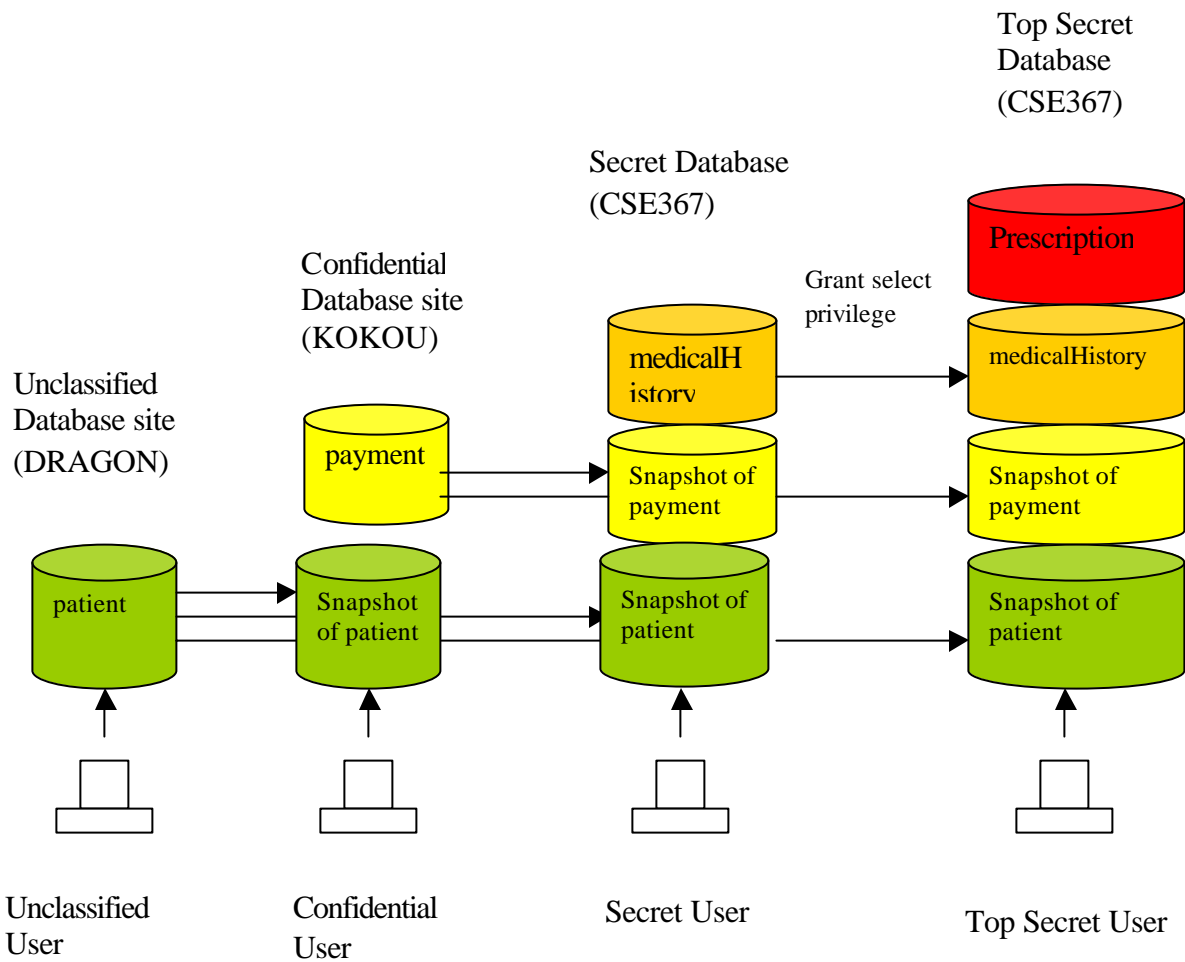 Top Secret
Database
(CSE367)
Secret Database
(CSE367)
Prescription
Confidential
Database site
(KOKOU)
Grant select
privilege
Unclassified
Database site
(DRAGON)
medicalH
istory
medicalHistory
payment
Snapshot of
payment
Snapshot of
payment
patient
Snapshot
of patient
Snapshot of
patient
Snapshot of
patient
Unclassified
User
Confidential
User
Secret User
Top Secret User